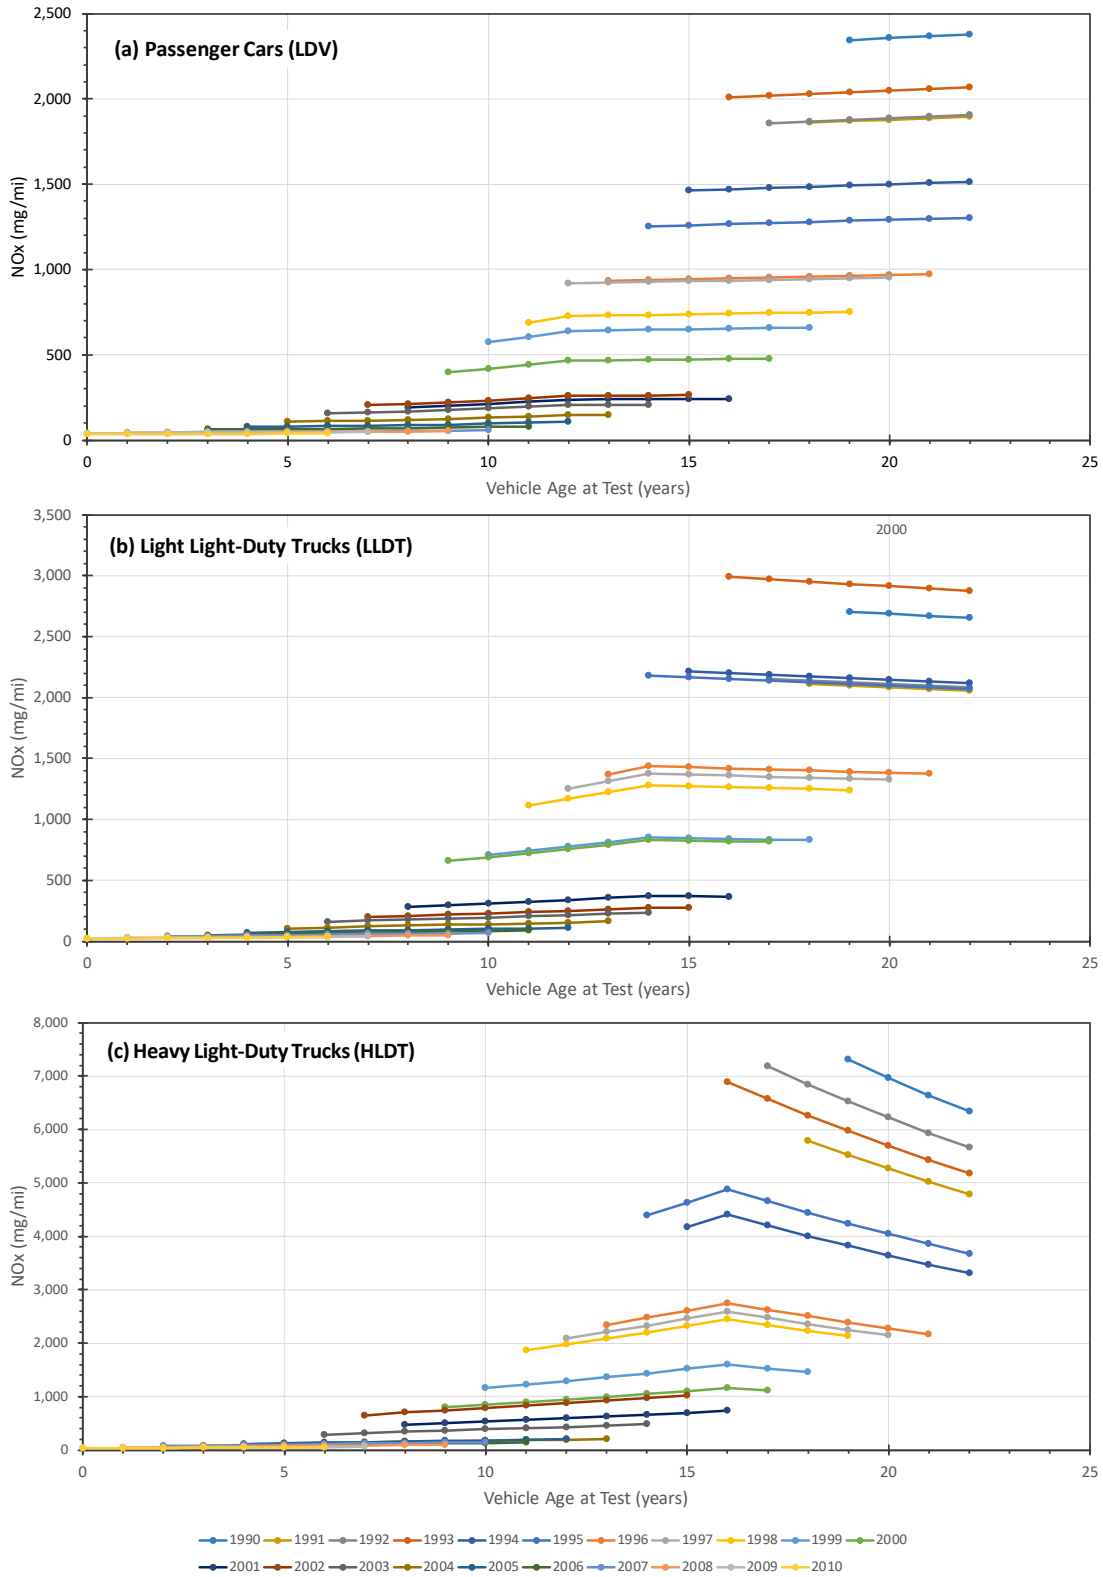 (a) Passenger Cars (LDV)
2,500
2,000
1,500
1,000
500
0
NOx (mg/mi)
0 5 10 15 20 25
Vehicle Age at Test (years)
(b) Light Light-Duty Trucks (LLDT)
2000
3,500
3,000
2,500
2,000
1,500
1,000
500
0
NOx (mg/mi)
0 5 10 15 20 25
Vehicle Age at Test (years)
(c) Heavy Light-Duty Trucks (HLDT)
8,000
7,000
6,000
5,000
4,000
3,000
2,000
1,000
0
NOx (mg/mi)
0 5 10 15 20 25
Vehicle Age at Test (years)
1990 1991 1992 1993 1994 1995 1996 1997 1998 1999 2000
2001 2002 2003 2004 2005 2006 2007 2008 2009 2010